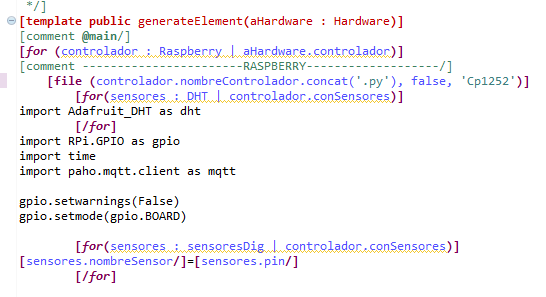 */]
[template public generateElement(aHardware : Hardware)]
[comment @main/]
[for (controlador : Raspberry | aHardware.controlador)]
[comment -------------------------RASPBERRY---------------------/]
[file (controlador.nombreControlador.concat('.py'), false, 'Cp1252')]
[for(sensores : DHT | controlador.conSensores)]
import Adafruit_DHT as dht
[/for]
import RPi.GPIO as gpio
import time
import paho.mqtt.client as mqtt
gpio.setwarnings(False)
gpio.setmode(gpio.BOARD)
[for(sensores : sensoresDig | controlador.conSensores)]
[sensores.nombreSensor/]=[sensores.pin/]
[/for]